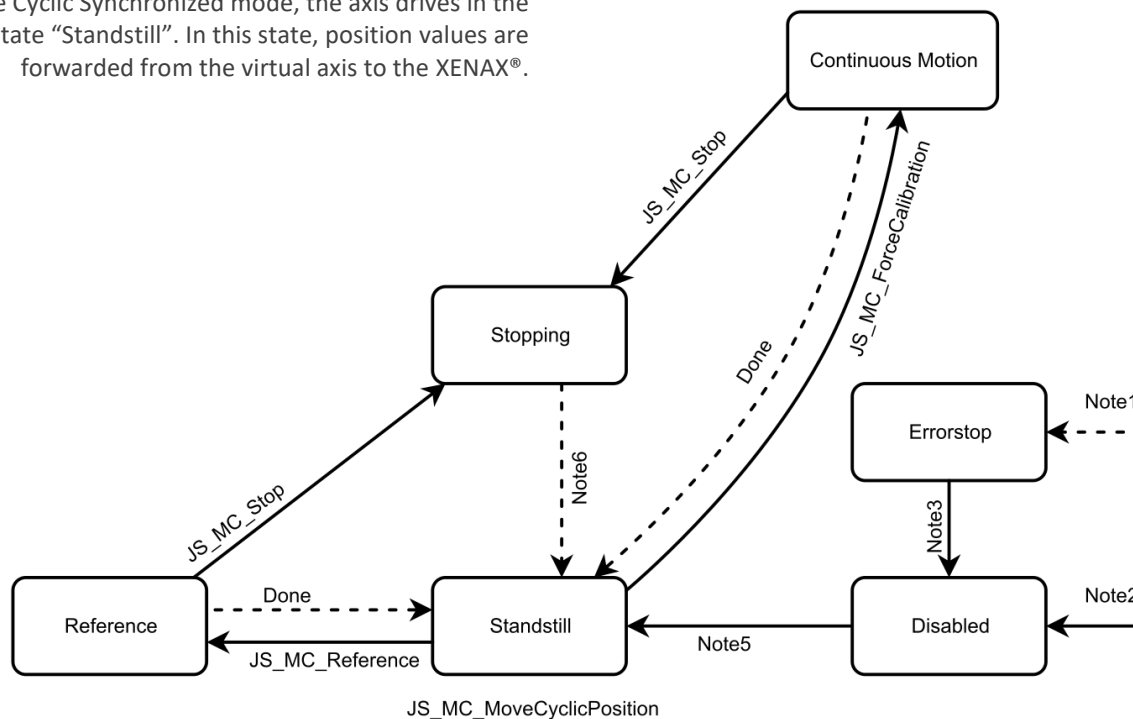 Cyclic Synchronized mode, the axis drives in the
state “Standstill”. In this state, position values are
forwarded from the virtual axis to the XENAX®.
Continuous Motion
JS_MC_Stop
JS_MC_ForceCalibration
Done
Stopping
Errorstop
Note1
Note6
Note3
JS_MC_Stop
Reference
Done
JS_MC_Reference
Standstill
Note5
Disabled
Note2
JS_MC_MoveCyclicPosition